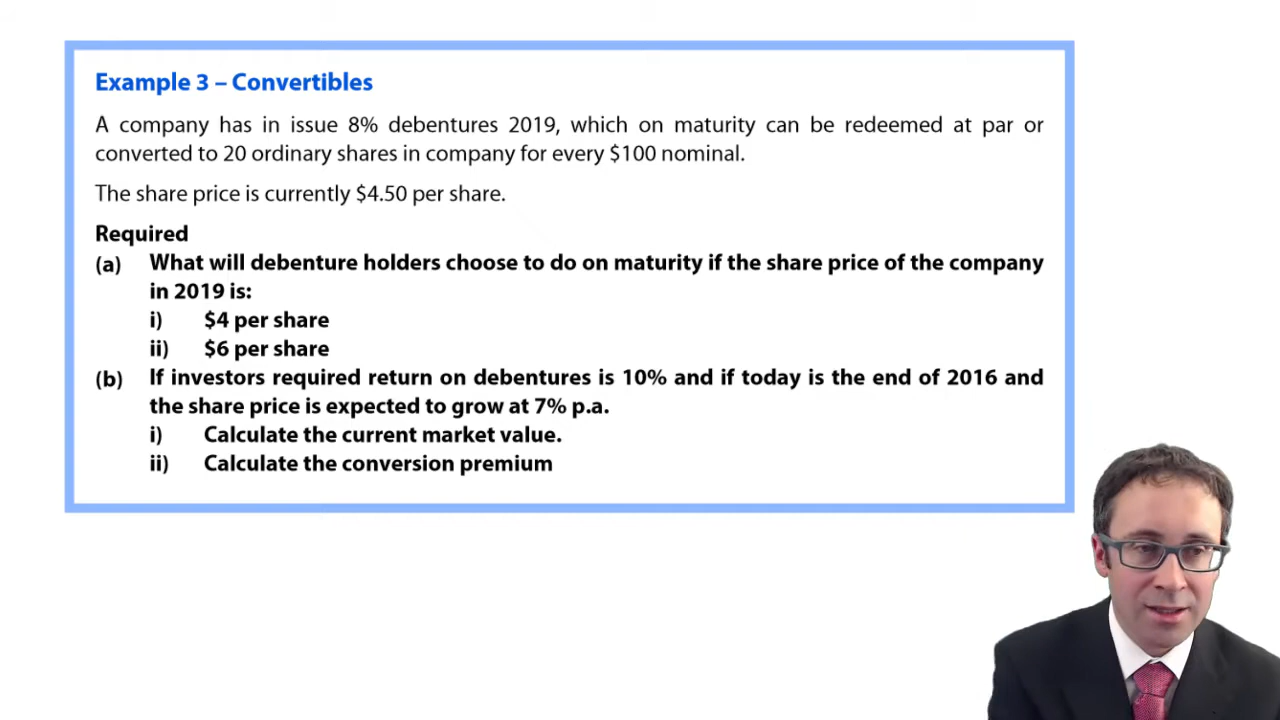 Example 3 – Convertibles
A company has in issue 8% debentures 2019, which on maturity can be redeemed at par or
converted to 20 ordinary shares in company for every $100 nominal.
The share price is currently $4.50 per share.
Required
(a) What will debenture holders choose to do on maturity if the share price of the company
in 2019 is:
i) $4 per share
ii) $6 per share
(b) If investors required return on debentures is 10% and if today is the end of 2016 and
the share price is expected to grow at 7% p.a.
i) Calculate the current market value.
ii) Calculate the conversion premium